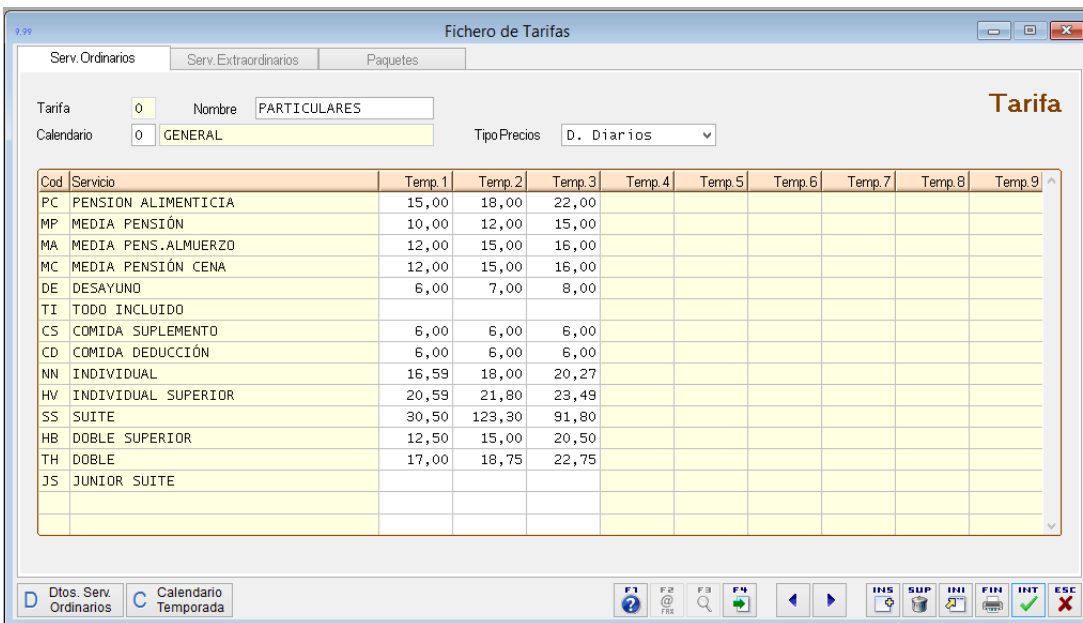 9.99 Fichero de Tarifas
Serv. Ordinarios Serv. Extraordinarios Paquetes
Tarifa 0 Nombre PARTICULARES Tarifa
Calendario 0 GENERAL Tipo Precios D. Diarios
Cod Servicio Temp. 1 Temp. 2 Temp. 3 Temp. 4 Temp. 5 Temp. 6 Temp. 7 Temp. 8 Temp. 9
PC PENSION ALIMENTICIA 15,00 18,00 22,00
MP MEDIA PENSIÓN 10,00 12,00 15,00
MA MEDIA PENS.ALMUERZO 12,00 15,00 16,00
MC MEDIA PENSIÓN CENA 12,00 15,00 16,00
DE DESAYUNO 6,00 7,00 8,00
TI TODO INCLUIDO
CS COMIDA SUPLEMENTO 6,00 6,00 6,00
CD COMIDA DEDUCCIÓN 6,00 6,00 6,00
NN INDIVIDUAL 16,59 18,00 20,27
HV INDIVIDUAL SUPERIOR 20,59 21,80 23,49
SS SUITE 30,50 123,30 91,80
HB DOBLE SUPERIOR 12,50 15,00 20,50
TH DOBLE 17,00 18,75 22,75
JS JUNIOR SUITE
D Dtos. Serv. Ordinarios C Calendario Temporada F1 F2 @ FAX F3 F4 INS SUP INI FIN INT ESC